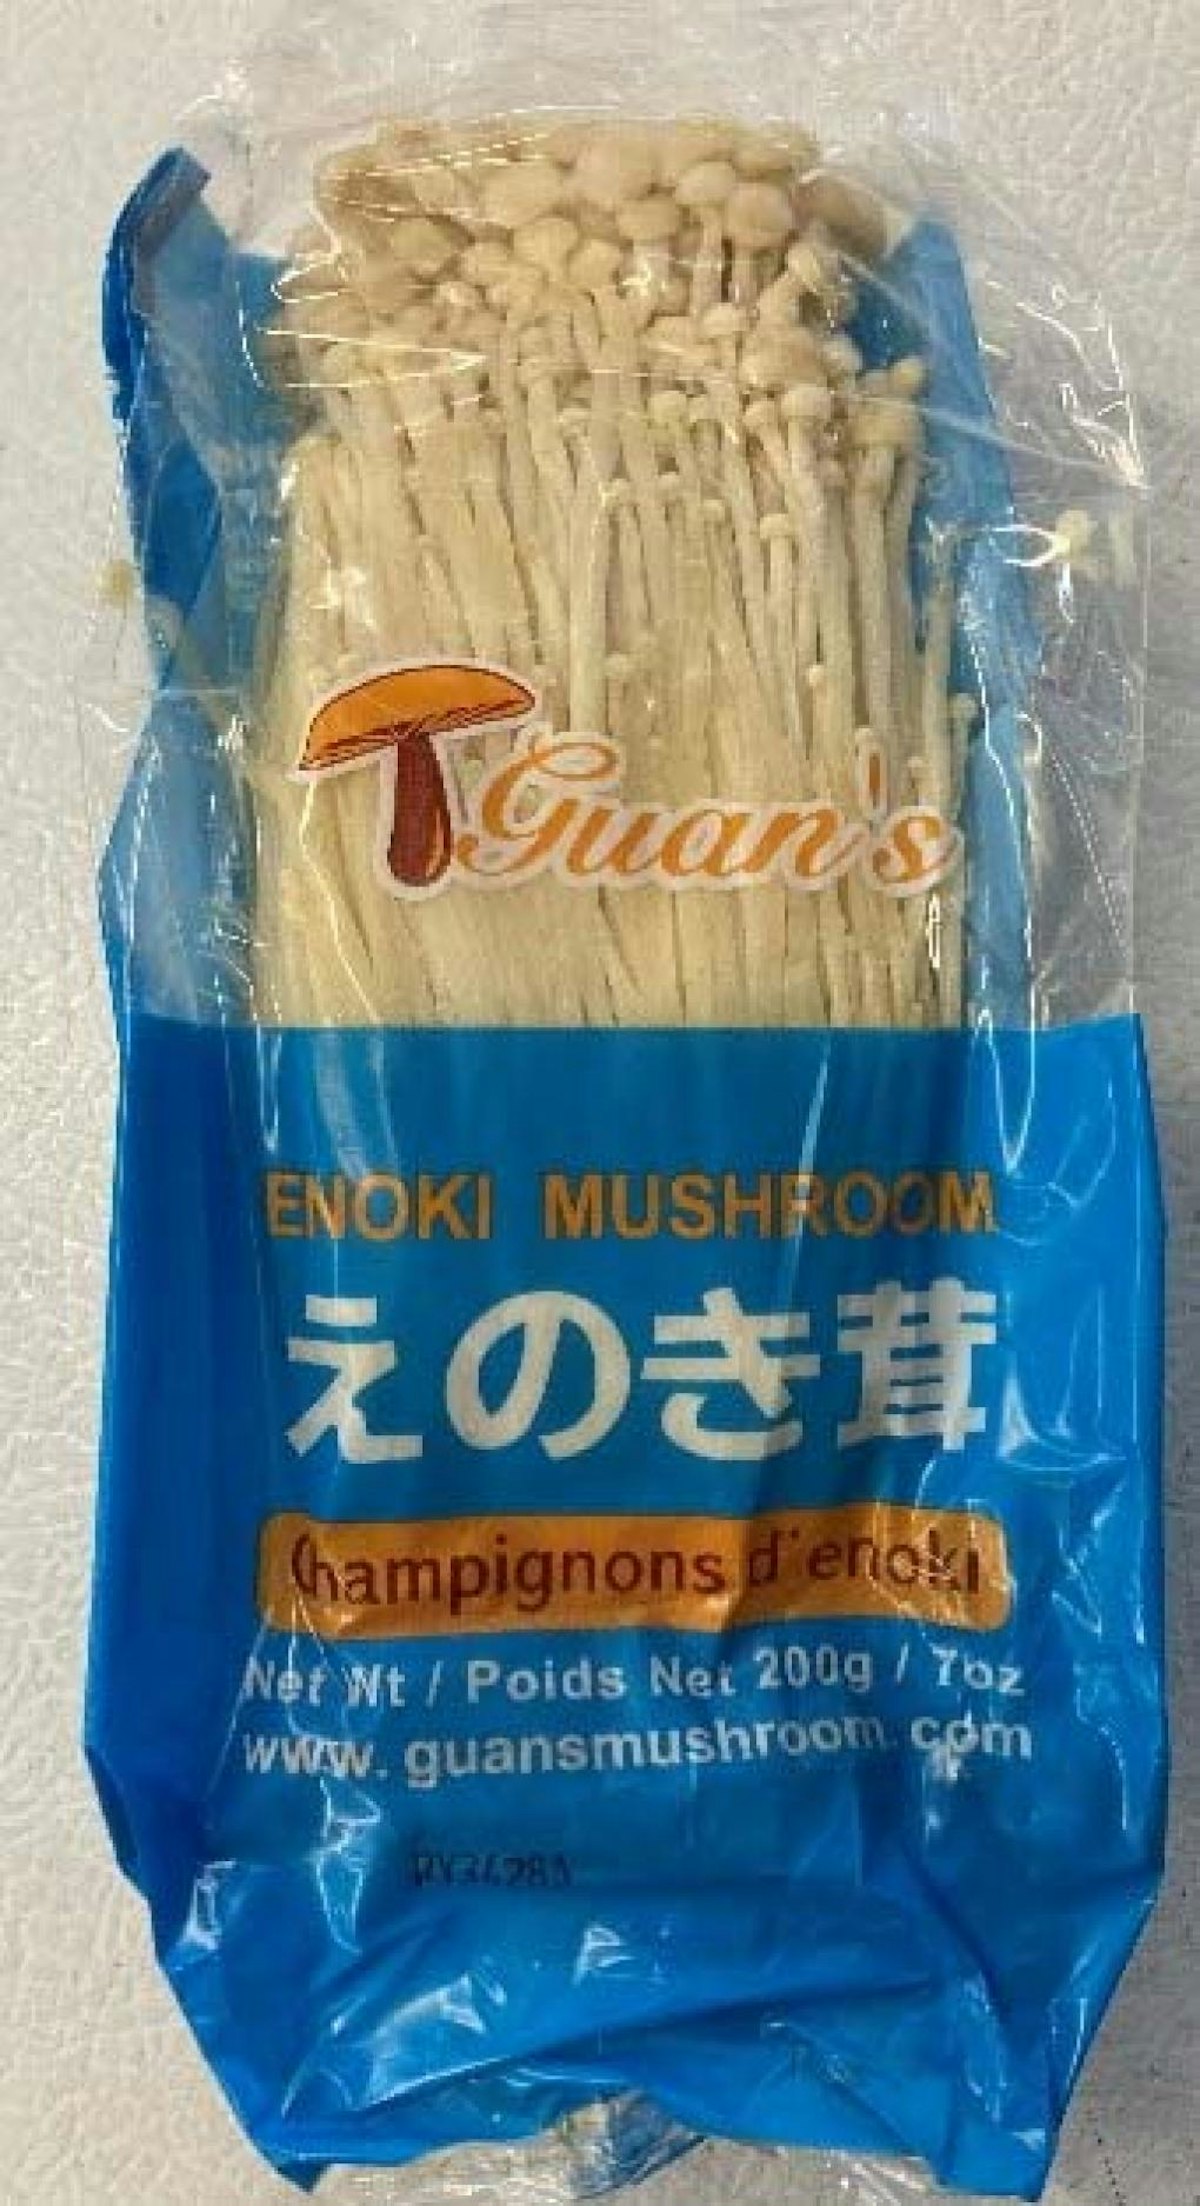 Guan's
ENOKI MUSHROOM
えのき茸
Champignons d'enoki
Net Wt / Poids Net 200g / 7oz
www.guansmushroom.com